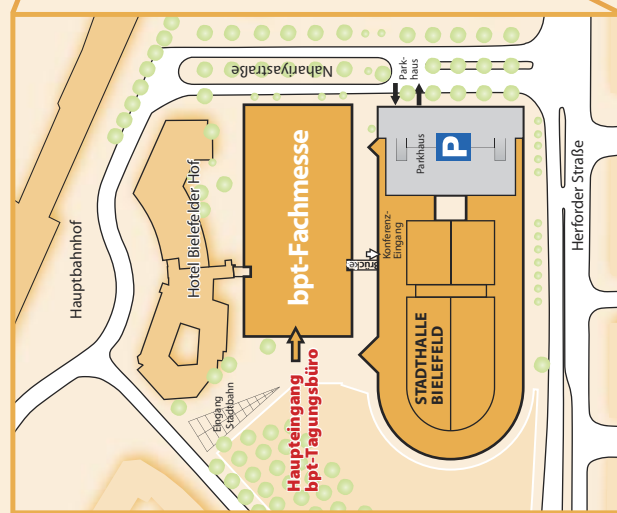 Nahariyastraße
Park-
haus
Hauptbahnhof
Hotel Bielefelder Hof
bpt-Fachmesse
Parkhaus
P
Herforder Straße
Brücke
Konferenz-
Eingang
STADTHALLE
BIELEFELD
Haupteingang
bpt-Tagungsbüro
Eingang
Stadtbahn